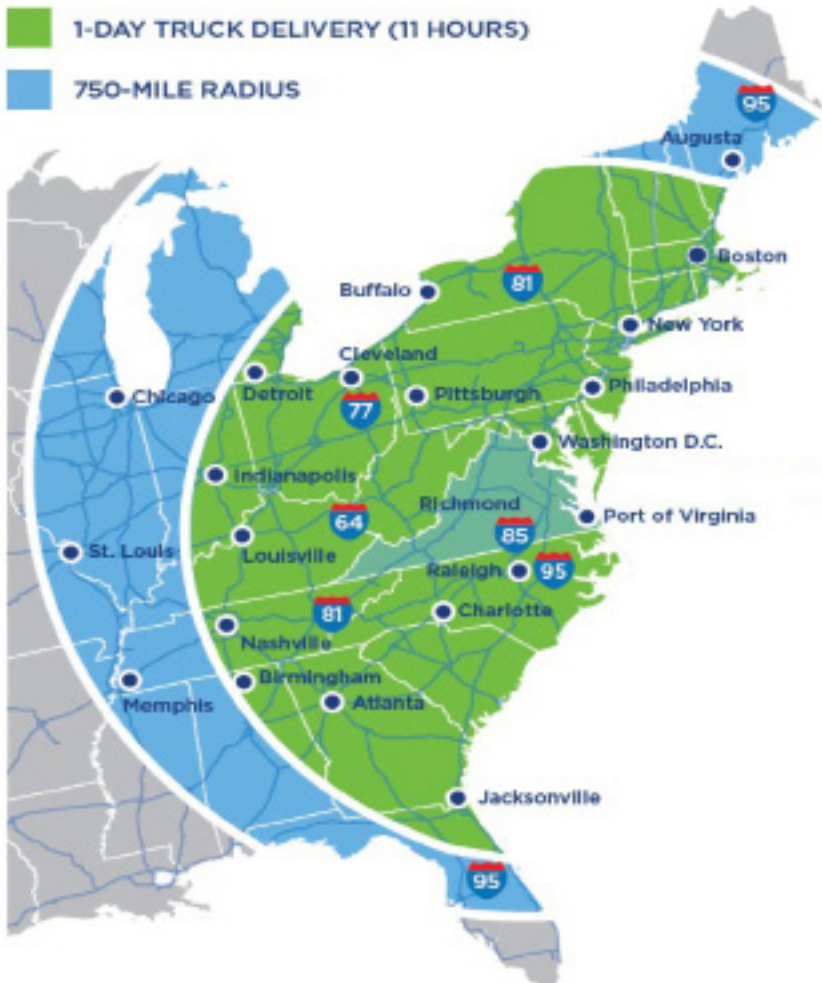 1-DAY TRUCK DELIVERY (11 HOURS)
750-MILE RADIUS
95
Augusta
Boston
81
Buffalo
New York
Cleveland
Chicago
Detroit
77
Pittsburgh
Philadelphia
Washington D.C.
Indianapolis
Richmond
64
85
Port of Virginia
St. Louis
Louisville
Raleigh
95
81
Charlotte
Nashville
Birmingham
Memphis
Atlanta
Jacksonville
95